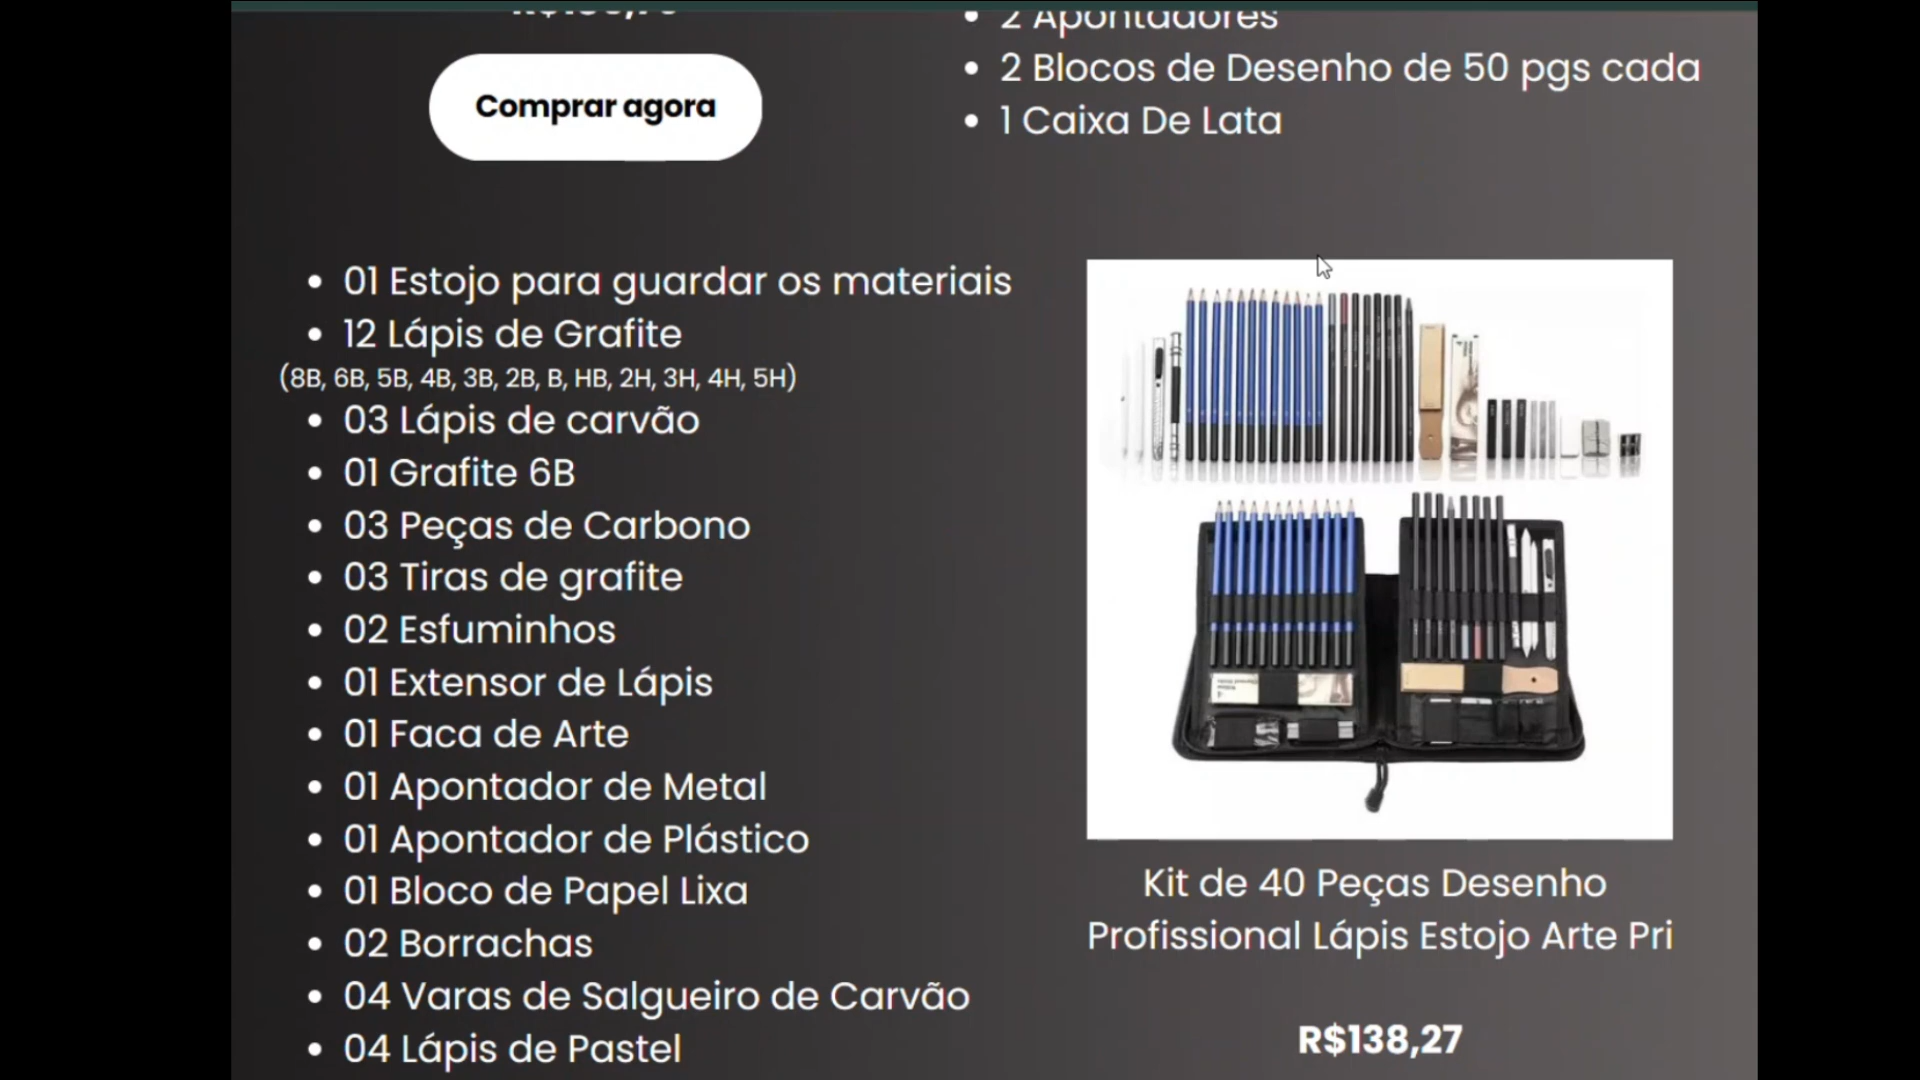 2 Apontadores
Comprar agora
2 Blocos de Desenho de 50 pgs cada
1 Caixa De Lata
01 Estojo para guardar os materiais
12 Lápis de Grafite
(8B, 6B, 5B, 4B, 3B, 2B, B, HB, 2H, 3H, 4H, 5H)
03 Lápis de carvão
01 Grafite 6B
03 Peças de Carbono
03 Tiras de grafite
02 Esfuminhos
01 Extensor de Lápis
01 Faca de Arte
01 Apontador de Metal
01 Apontador de Plástico
01 Bloco de Papel Lixa
02 Borrachas
04 Varas de Salgueiro de Carvão
04 Lápis de Pastel
Kit de 40 Peças Desenho
Profissional Lápis Estojo Arte Pri
R$138,27